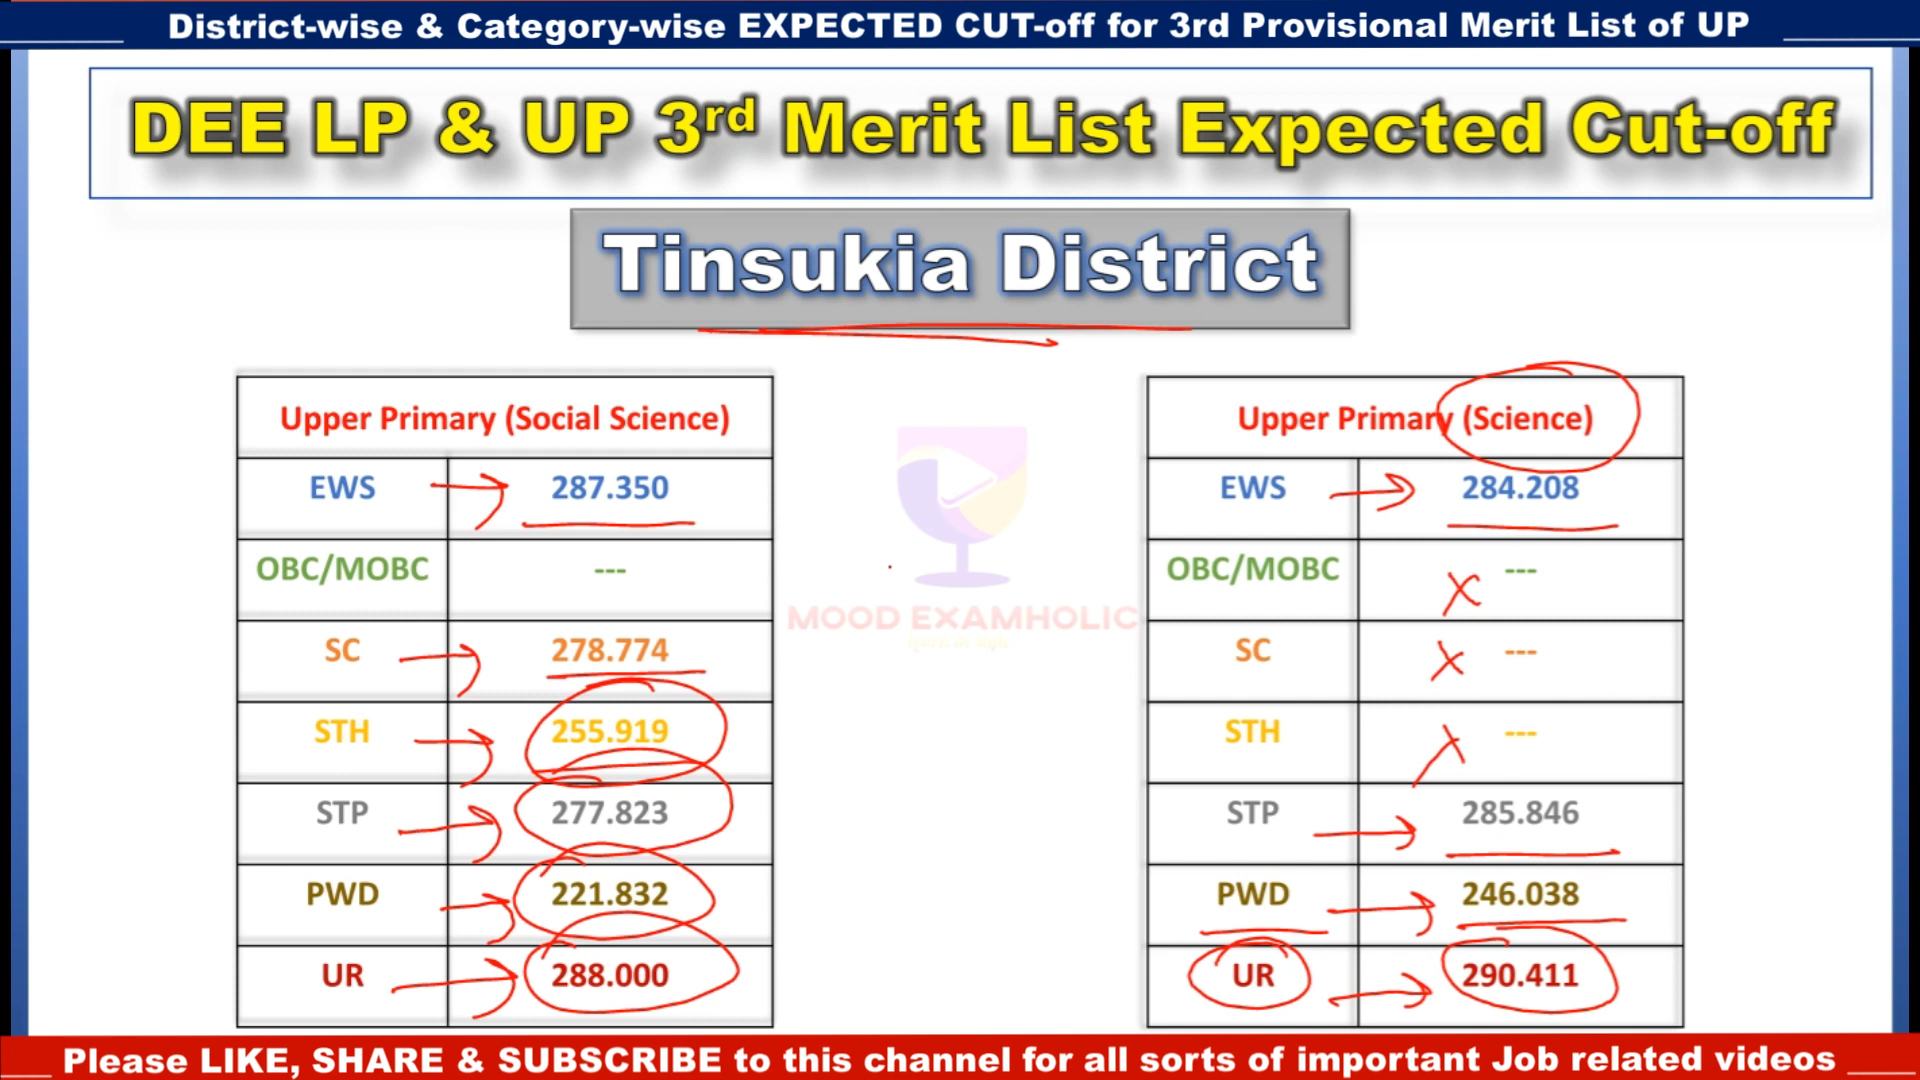 District-wise & Category-wise EXPECTED CUT-off for 3rd Provisional Merit List of UP
DEE LP & UP 3rd Merit List Expected Cut-off
Tinsukia District
Upper Primary (Social Science)
EWS 287.350
OBC/MOBC ---
SC 278.774
STH 255.919
STP 277.823
PWD 221.832
UR 288.000
MOOD EXAMHOLIC
Upper Primary (Science)
EWS 284.208
OBC/MOBC ---
SC ---
STH ---
STP 285.846
PWD 246.038
UR 290.411
Please LIKE, SHARE & SUBSCRIBE to this channel for all sorts of important Job related videos